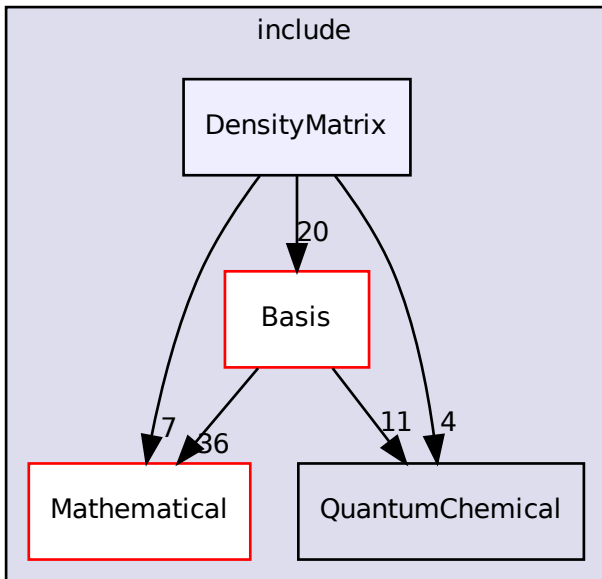 include
DensityMatrix
20
Basis
7
36
11
4
Mathematical
QuantumChemical